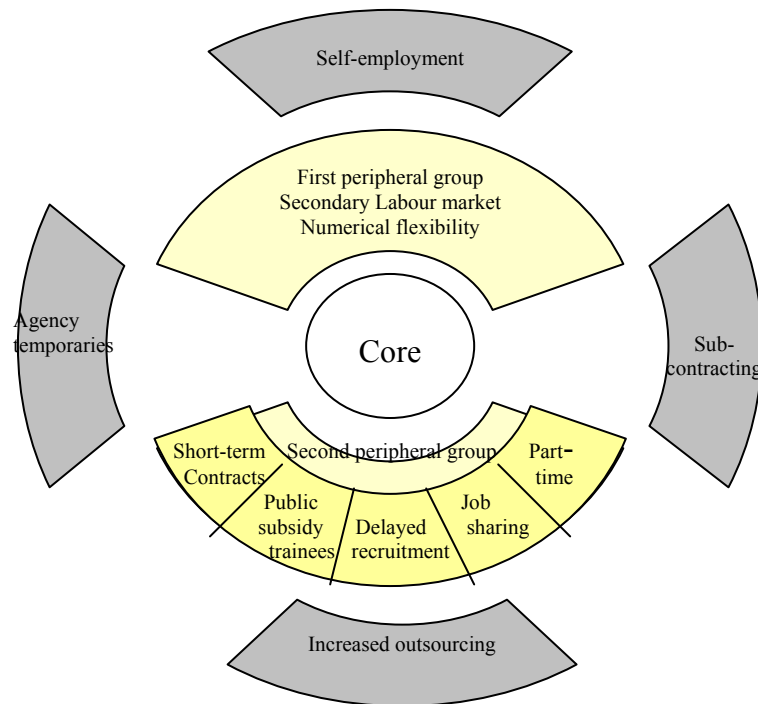 Self-employment
First peripheral group
Secondary Labour market
Numerical flexibility
Agency
temporaries
Core
Sub-
contracting
Second peripheral group
Short-term
Contracts
Public
subsidy
trainees
Delayed
recruitment
Job
sharing
Part-
time
Increased outsourcing